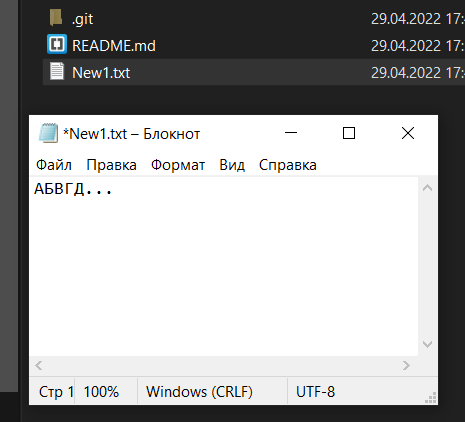 .git 29.04.2022 17:
README.md 29.04.2022 17:
New1.txt 29.04.2022 17:
*New1.txt – Блокнот
Файл Правка Формат Вид Справка
АБВГД...
Стр 1 100% Windows (CRLF) UTF-8